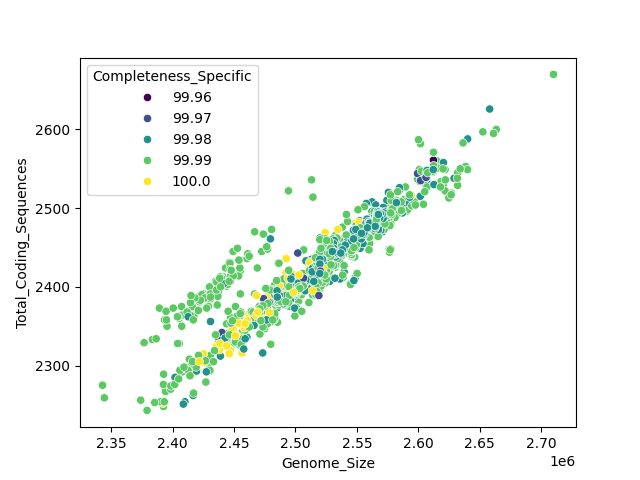 Completeness_Specific
99.96
99.97
99.98
99.99
100.0
Total_Coding_Sequences
2600
2500
2400
2300
2.35 2.40 2.45 2.50 2.55 2.60 2.65 2.70
1e6
Genome_Size